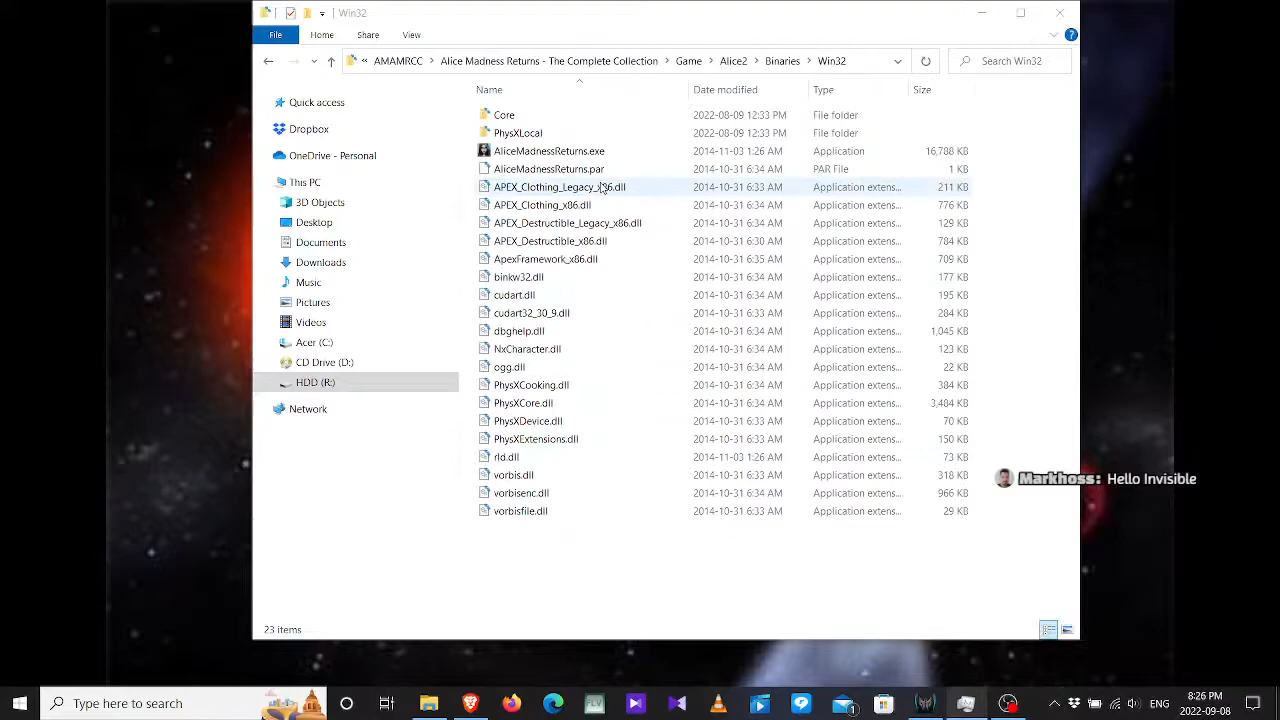 Win32
File Home Share View
« AMAMRCC > Alice Madness Returns - The Complete Collection > Game > Alice2 > Binaries > Win32 Search Win32
Name Date modified Type Size
Quick access
Dropbox
OneDrive - Personal
This PC
3D Objects
Desktop
Documents
Downloads
Music
Pictures
Videos
Acer (C:)
CD Drive (D:)
HDD (R:)
Network
Core 2022-08-09 12:33 PM File folder
PhysXLocal 2022-08-09 12:33 PM File folder
AliceMadnessReturns.exe 2014-11-03 1:26 AM Application 16,788 KB
AliceMadnessReturns.par 2014-10-31 6:34 AM PAR File 1 KB
APEX_Clothing_Legacy_x86.dll 2014-10-31 6:33 AM Application extens... 211 KB
APEX_Clothing_x86.dll 2014-10-31 6:34 AM Application extens... 776 KB
APEX_Destructible_Legacy_x86.dll 2014-10-31 6:34 AM Application extens... 129 KB
APEX_Destructible_x86.dll 2014-10-31 6:30 AM Application extens... 784 KB
ApexFramework_x86.dll 2014-10-31 6:35 AM Application extens... 709 KB
binkw32.dll 2014-10-31 6:34 AM Application extens... 177 KB
cudart.dll 2014-10-31 6:34 AM Application extens... 195 KB
cudart32_30_9.dll 2014-10-31 6:33 AM Application extens... 284 KB
dbghelp.dll 2014-10-31 6:34 AM Application extens... 1,045 KB
NxCharacter.dll 2014-10-31 6:34 AM Application extens... 123 KB
ogg.dll 2014-10-31 6:34 AM Application extens... 22 KB
PhysXCooking.dll 2014-10-31 6:34 AM Application extens... 384 KB
PhysXCore.dll 2014-10-31 6:34 AM Application extens... 3,484 KB
PhysXDevice.dll 2014-10-31 6:33 AM Application extens... 70 KB
PhysXExtensions.dll 2014-10-31 6:33 AM Application extens... 150 KB
rld.dll 2014-11-03 1:26 AM Application extens... 73 KB
vorbis.dll 2014-10-31 6:33 AM Application extens... 318 KB
vorbisenc.dll 2014-10-31 6:34 AM Application extens... 966 KB
vorbisfile.dll 2014-10-31 6:33 AM Application extens... 29 KB
Markhoss: Hello Invisible
23 items
Type here to search
FLV
8:26 PM
2022-09-08